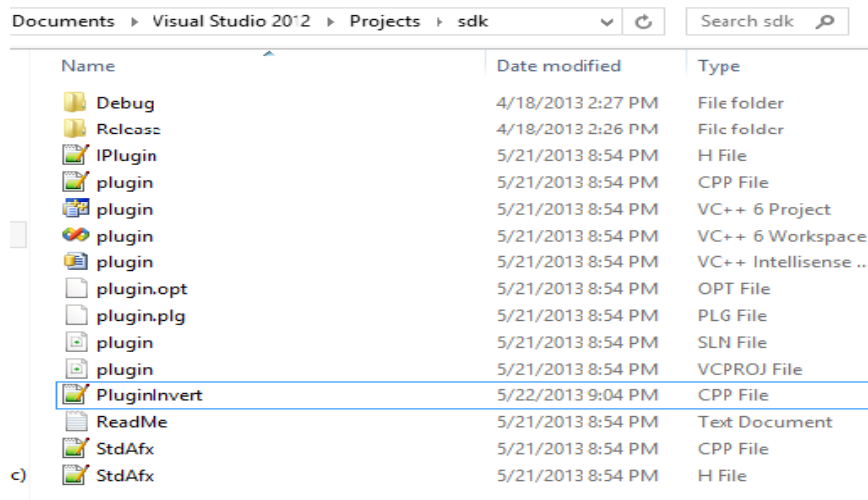 Documents ▸ Visual Studio 2012 ▸ Projects ▸ sdk Search sdk
Name Date modified Type
Debug 4/18/2013 2:27 PM File folder
Release 4/18/2013 2:26 PM File folder
IPlugin 5/21/2013 8:54 PM H File
plugin 5/21/2013 8:54 PM CPP File
plugin 5/21/2013 8:54 PM VC++ 6 Project
plugin 5/21/2013 8:54 PM VC++ 6 Workspace
plugin 5/21/2013 8:54 PM VC++ Intellisense ...
plugin.opt 5/21/2013 8:54 PM OPT File
plugin.plg 5/21/2013 8:54 PM PLG File
plugin 5/21/2013 8:54 PM SLN File
plugin 5/21/2013 8:54 PM VCPROJ File
PluginInvert 5/22/2013 9:04 PM CPP File
ReadMe 5/21/2013 8:54 PM Text Document
StdAfx 5/21/2013 8:54 PM CPP File
c) StdAfx 5/21/2013 8:54 PM H File